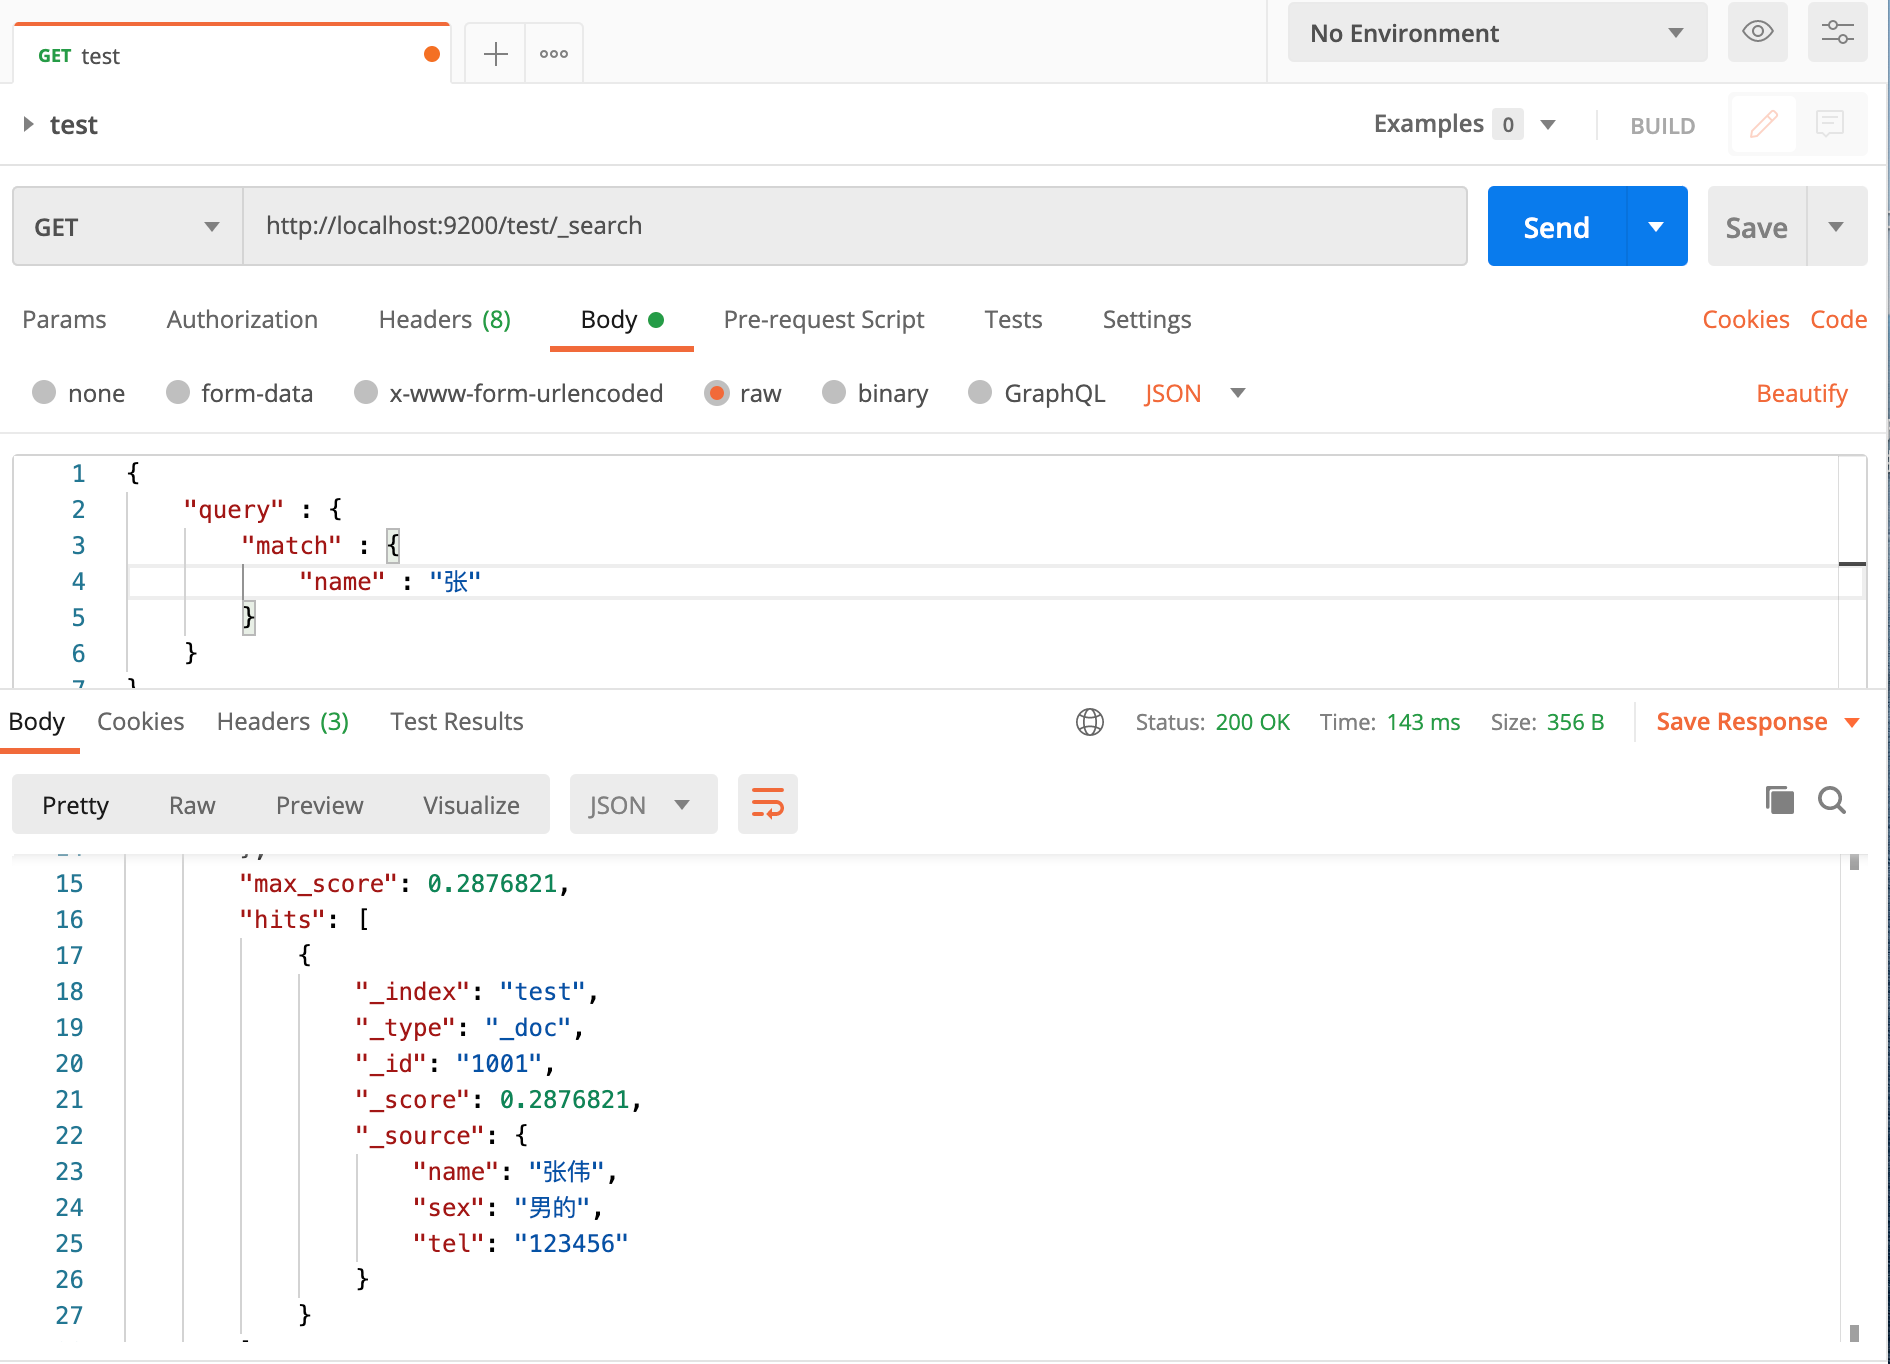 GET test
No Environment
test
Examples 0
BUILD
GET
http://localhost:9200/test/_search
Send
Save
Params Authorization Headers (8) Body Pre-request Script Tests Settings Cookies Code
none form-data x-www-form-urlencoded raw binary GraphQL JSON Beautify
1 {
2 "query" : {
3 "match" : {
4 "name" : "张"
5 }
6 }
7 }
Body Cookies Headers (3) Test Results Status: 200 OK Time: 143 ms Size: 356 B Save Response
Pretty Raw Preview Visualize JSON
15 "max_score": 0.2876821,
16 "hits": [
17 {
18 "_index": "test",
19 "_type": "_doc",
20 "_id": "1001",
21 "_score": 0.2876821,
22 "_source": {
23 "name": "张伟",
24 "sex": "男的",
25 "tel": "123456"
26 }
27 }